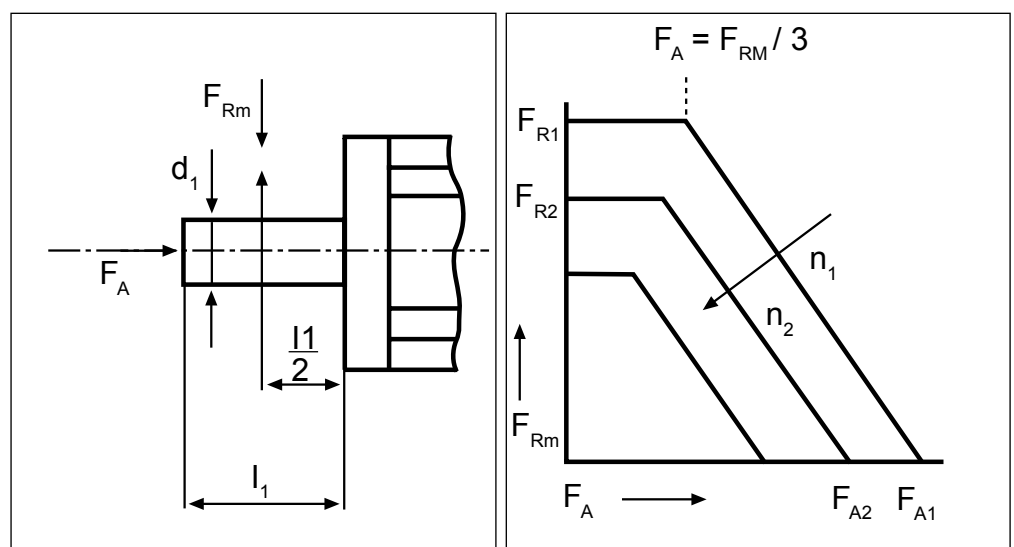 F_Rm
d_1
F_A
l1
2
l_1
F_A = F_RM / 3
F_R1
F_R2
n_1
n_2
F_Rm
F_A
F_A2
F_A1